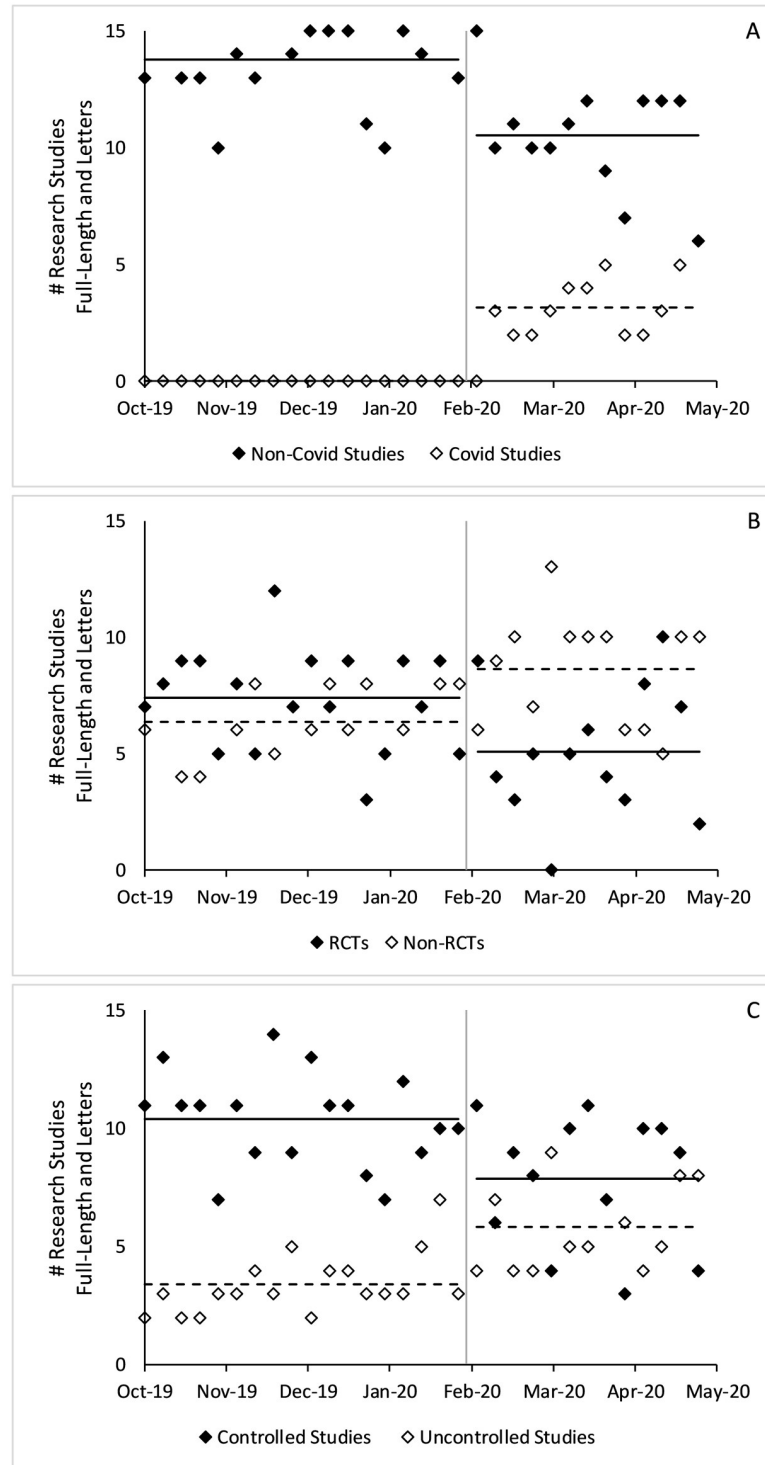 A
15
10
5
0
# Research Studies
Full-Length and Letters
Oct-19 Nov-19 Dec-19 Jan-20 Feb-20 Mar-20 Apr-20 May-20
Non-Covid Studies Covid Studies
B
15
10
5
0
# Research Studies
Full-Length and Letters
Oct-19 Nov-19 Dec-19 Jan-20 Feb-20 Mar-20 Apr-20 May-20
RCTs Non-RCTs
C
15
10
5
0
# Research Studies
Full-Length and Letters
Oct-19 Nov-19 Dec-19 Jan-20 Feb-20 Mar-20 Apr-20 May-20
Controlled Studies Uncontrolled Studies